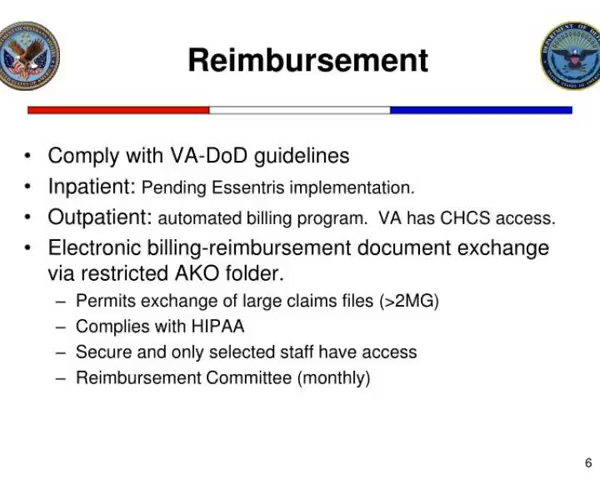 Reimbursement
• Comply with VA-DoD guidelines
• Inpatient: Pending Essentris implementation.
• Outpatient: automated billing program.  VA has CHCS access.
• Electronic billing-reimbursement document exchange
via restricted AKO folder.
– Permits exchange of large claims files (>2MG)
– Complies with HIPAA
– Secure and only selected staff have access
– Reimbursement Committee (monthly)
6